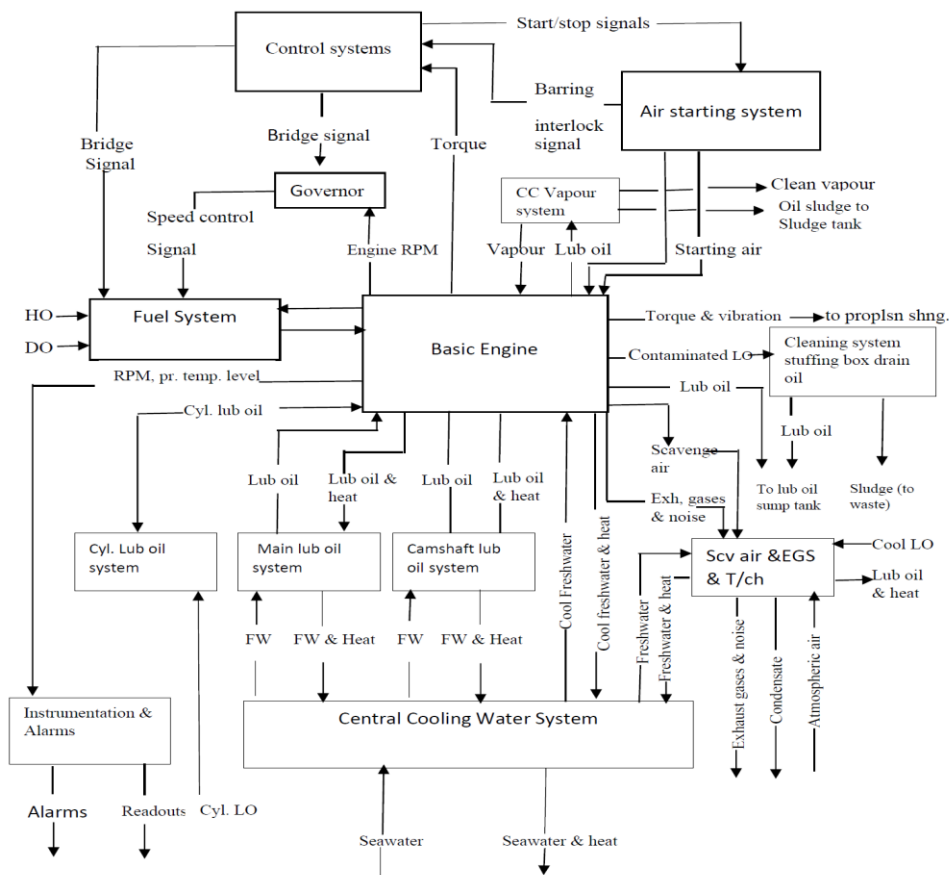 Start/stop signals
Control systems
Barring
interlock
signal
Air starting system
Bridge
Signal
Bridge signal
Torque
Governor
CC Vapour
system
Clean vapour
Oil sludge to
Sludge tank
Speed control
Signal
Engine RPM
Vapour
Lub oil
Starting air
HO
DO
Fuel System
Basic Engine
Torque & vibration
to proplsn shng.
Contaminated LO
Cleaning system
stuffing box drain
oil
RPM, pr. temp. level
Lub oil
Cyl. lub oil
Scavenge
air
Lub oil
Lub oil
Lub oil &
heat
Lub oil
Lub oil
& heat
To lub oil
sump tank
Sludge (to
waste)
Exh, gases
& noise
Cool Freshwater
Cool freshwater & heat
Cyl. Lub oil
system
Main lub oil
system
Camshaft lub
oil system
Scv air &EGS
& T/ch
Cool LO
Lub oil
& heat
FW
FW & Heat
FW
FW & Heat
Freshwater
Freshwater & heat
Exhaust gases & noise
Condensate
Atmospheric air
Instrumentation &
Alarms
Central Cooling Water System
Alarms
Readouts
Cyl. LO
Seawater
Seawater & heat